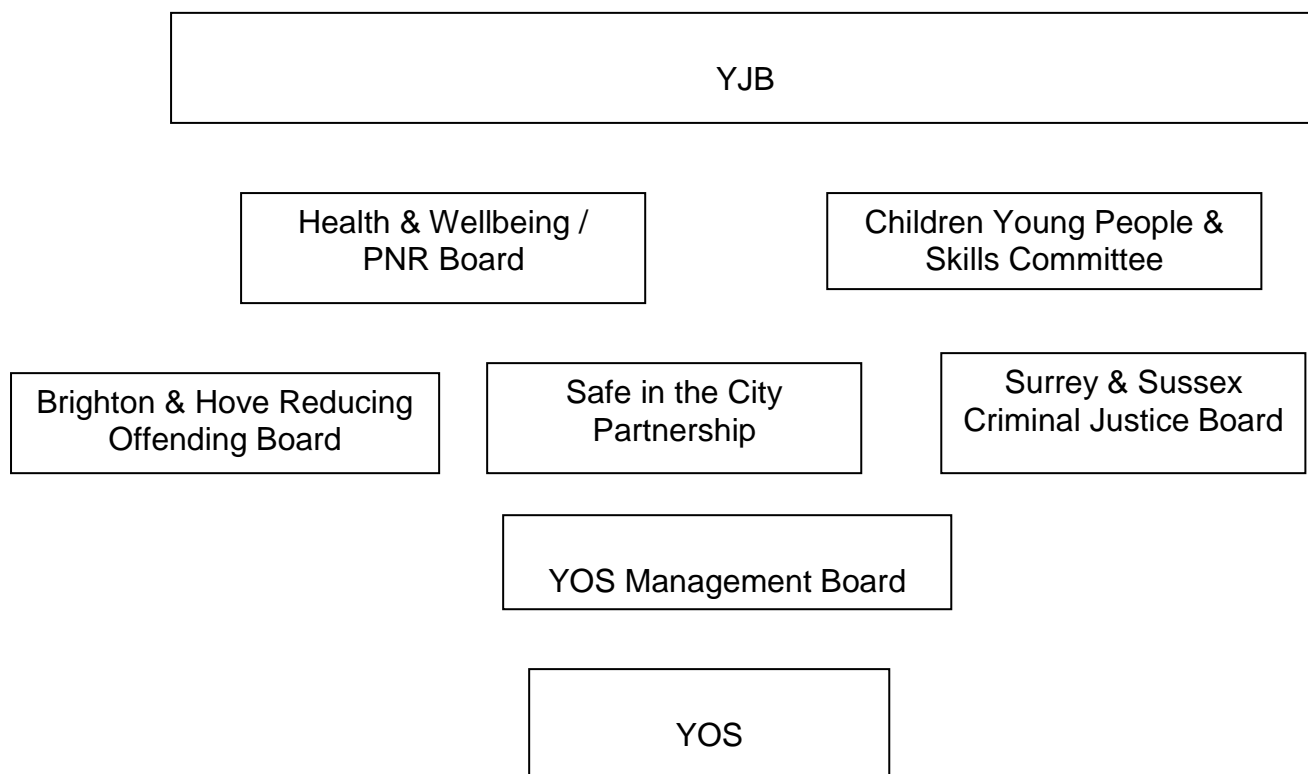 YJB
Health & Wellbeing /
PNR Board
Children Young People &
Skills Committee
Brighton & Hove Reducing
Offending Board
Safe in the City
Partnership
Surrey & Sussex
Criminal Justice Board
YOS Management Board
YOS